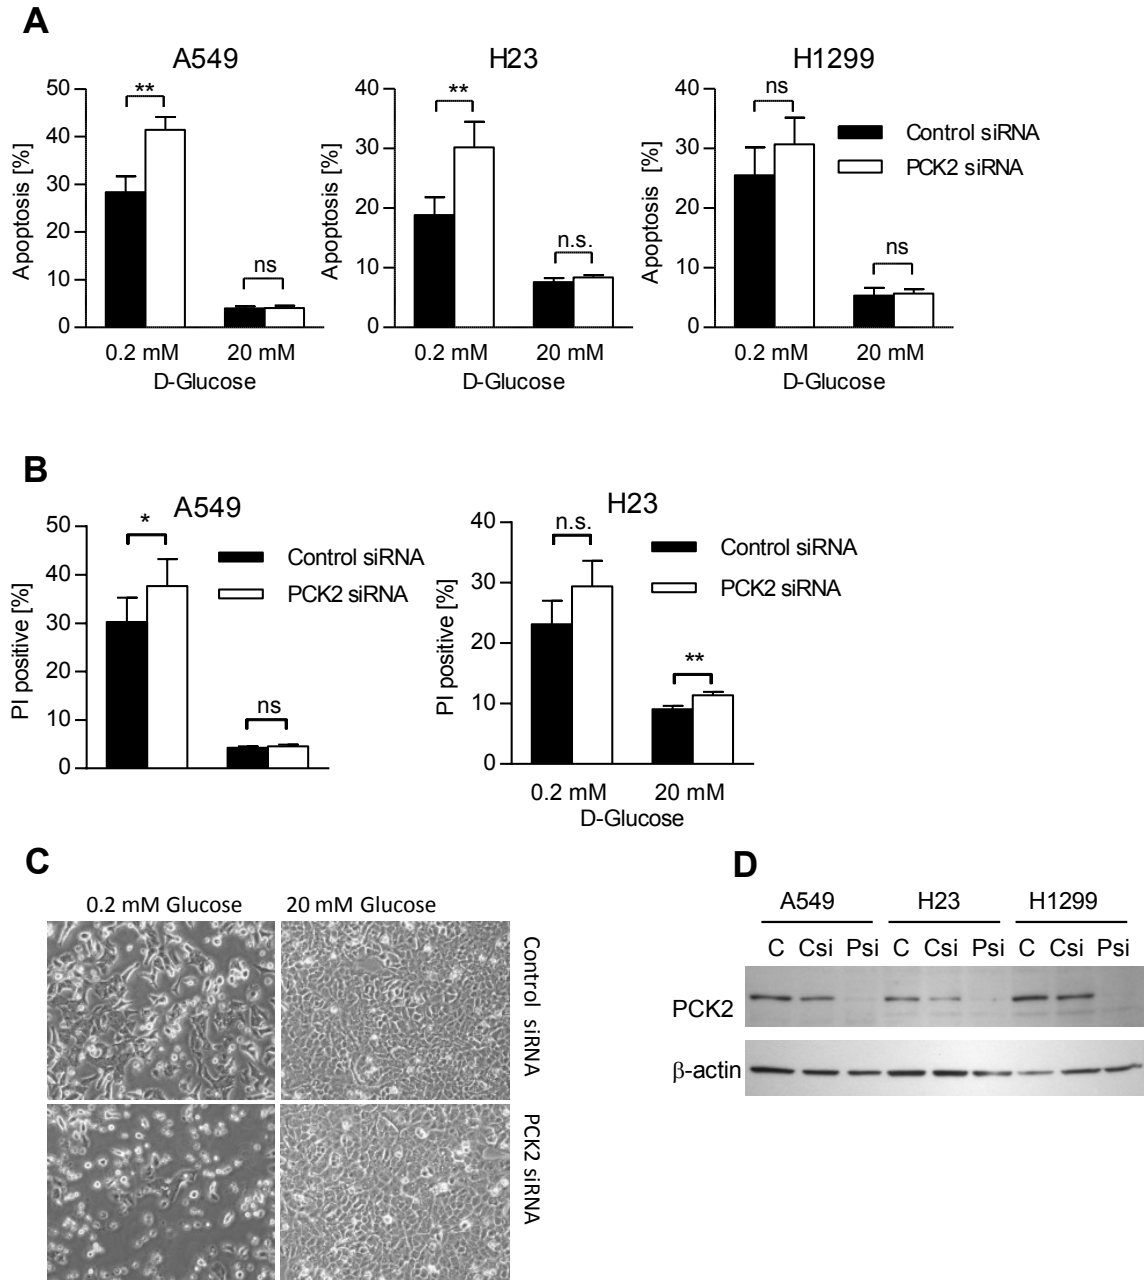 A
A549
H23
H1299
**
ns
**
n.s.
ns
ns
50
40
30
20
10
0
Apoptosis [%]
40
30
20
10
0
Apoptosis [%]
40
30
20
10
0
Apoptosis [%]
Control siRNA
PCK2 siRNA
0.2 mM 20 mM
D-Glucose
0.2 mM 20 mM
D-Glucose
0.2 mM 20 mM
D-Glucose
B
A549
*
ns
50
40
30
20
10
0
PI positive [%]
Control siRNA
PCK2 siRNA
H23
n.s.
**
40
30
20
10
0
PI positive [%]
Control siRNA
PCK2 siRNA
0.2 mM 20 mM
D-Glucose
C
0.2 mM Glucose 20 mM Glucose
Control siRNA
PCK2 siRNA
D
A549 H23 H1299
C Csi Psi C Csi Psi C Csi Psi
PCK2
β-actin